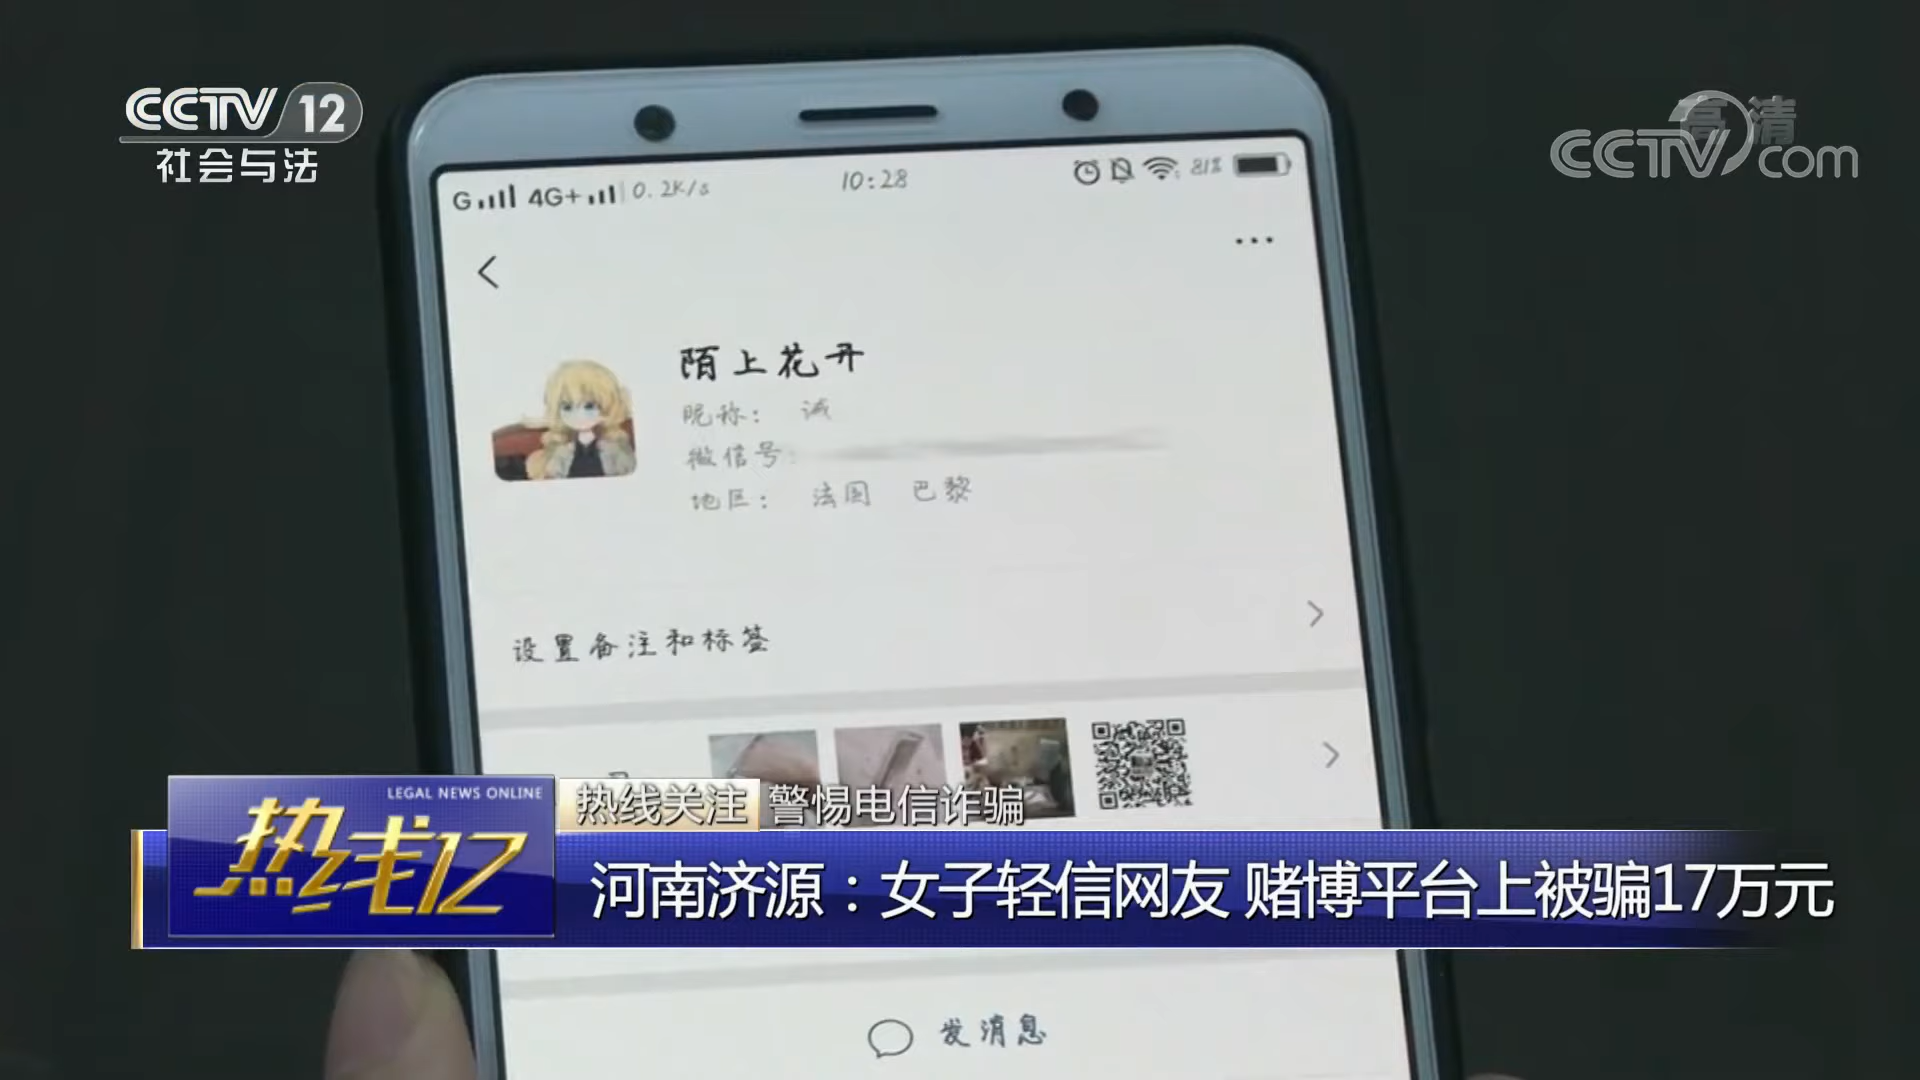 CCTV 12
社会与法
高清
CCTV.com
G 4G+ 0.2K/s 10:28 81%
陌上花开
昵称： 诚
微信号：
地区： 法国 巴黎
设置备注和标签
LEGAL NEWS ONLINE
热线12
热线关注 警惕电信诈骗
河南济源：女子轻信网友 赌博平台上被骗17万元
发消息